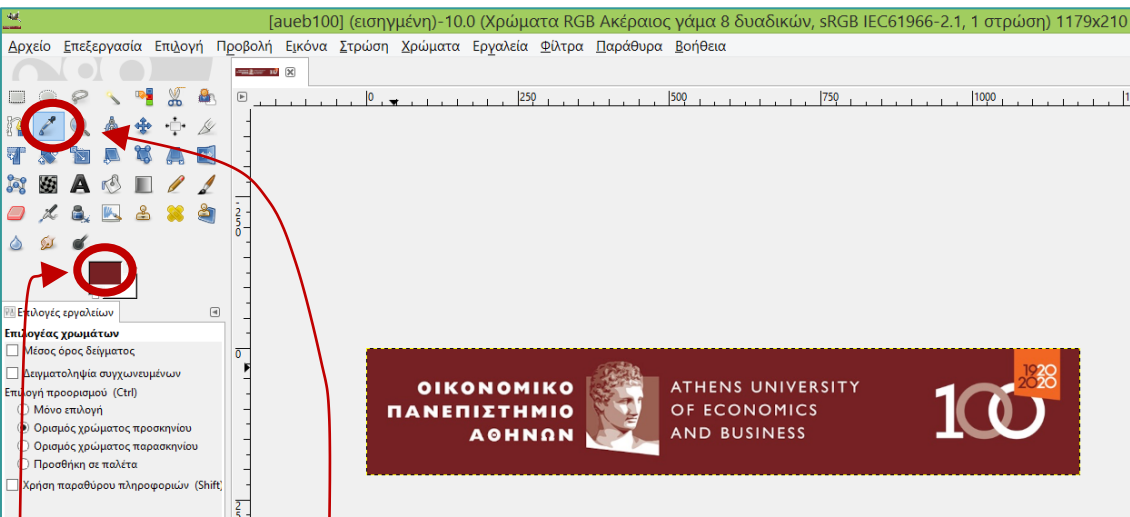 [aueb100] (εισηγμένη)-10.0 (Χρώματα RGB Ακέραιος γάμα 8 δυαδικών, sRGB IEC61966-2.1, 1 στρώση) 1179x210
Αρχείο Επεξεργασία Επιλογή Προβολή Εικόνα Στρώση Χρώματα Εργαλεία Φίλτρα Παράθυρα Βοήθεια
0 250 500 750 1000
250
0
Επιλογές εργαλείων
Επιλογέας χρωμάτων
Μέσος όρος δείγματος
Δειγματοληψία συγχωνευμένων
Επιλογή προορισμού (Ctrl)
Μόνο επιλογή
Ορισμός χρώματος προσκηνίου
Ορισμός χρώματος παρασκηνίου
Προσθήκη σε παλέτα
Χρήση παραθύρου πληροφοριών (Shift)
ΟΙΚΟΝΟΜΙΚΟ
ΠΑΝΕΠΙΣΤΗΜΙΟ
ΑΘΗΝΩΝ
ATHENS UNIVERSITY
OF ECONOMICS
AND BUSINESS
100
1920
2020